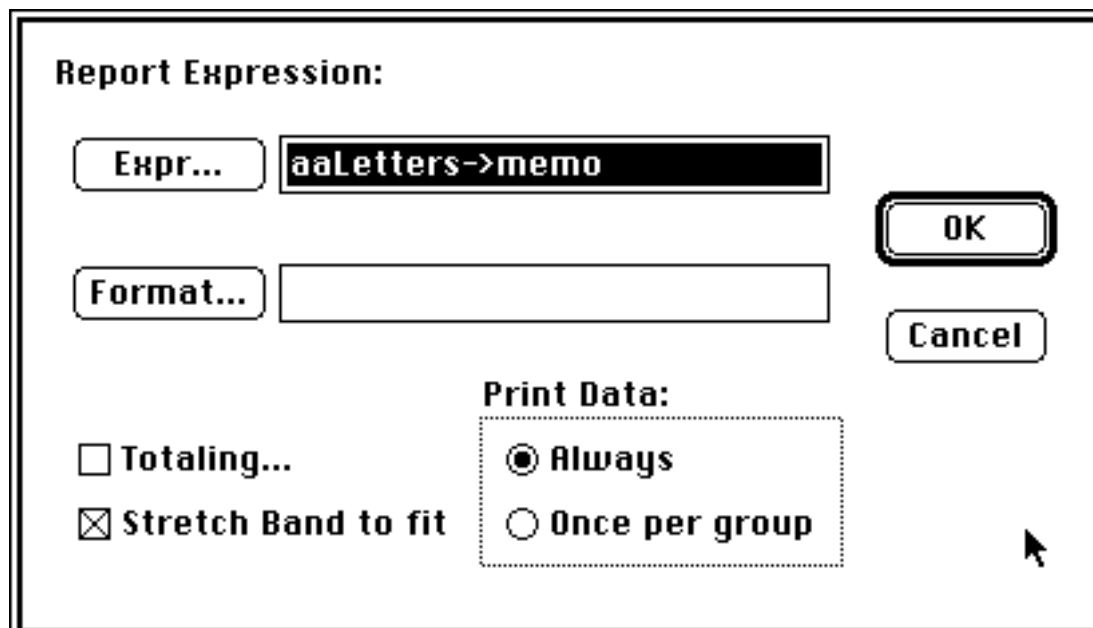 Report Expression:
Expr...
aaLetters->memo
OK
Format...
Cancel
Print Data:
Totaling...
Always
Stretch Band to fit
Once per group